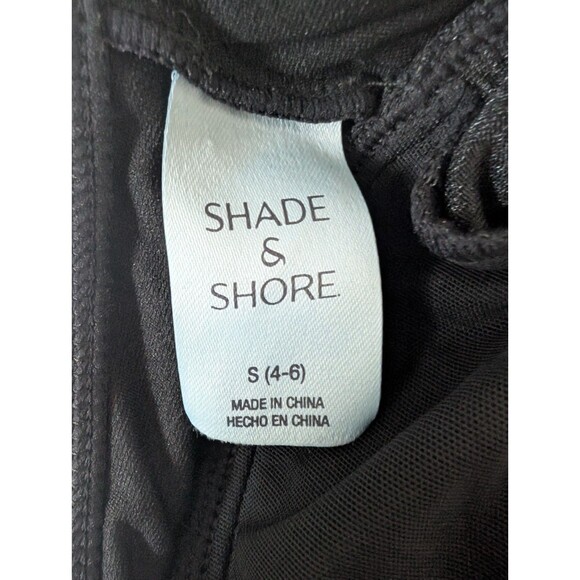 SHADE
&
SHORE.
S (4-6)
MADE IN CHINA
HECHO EN CHINA